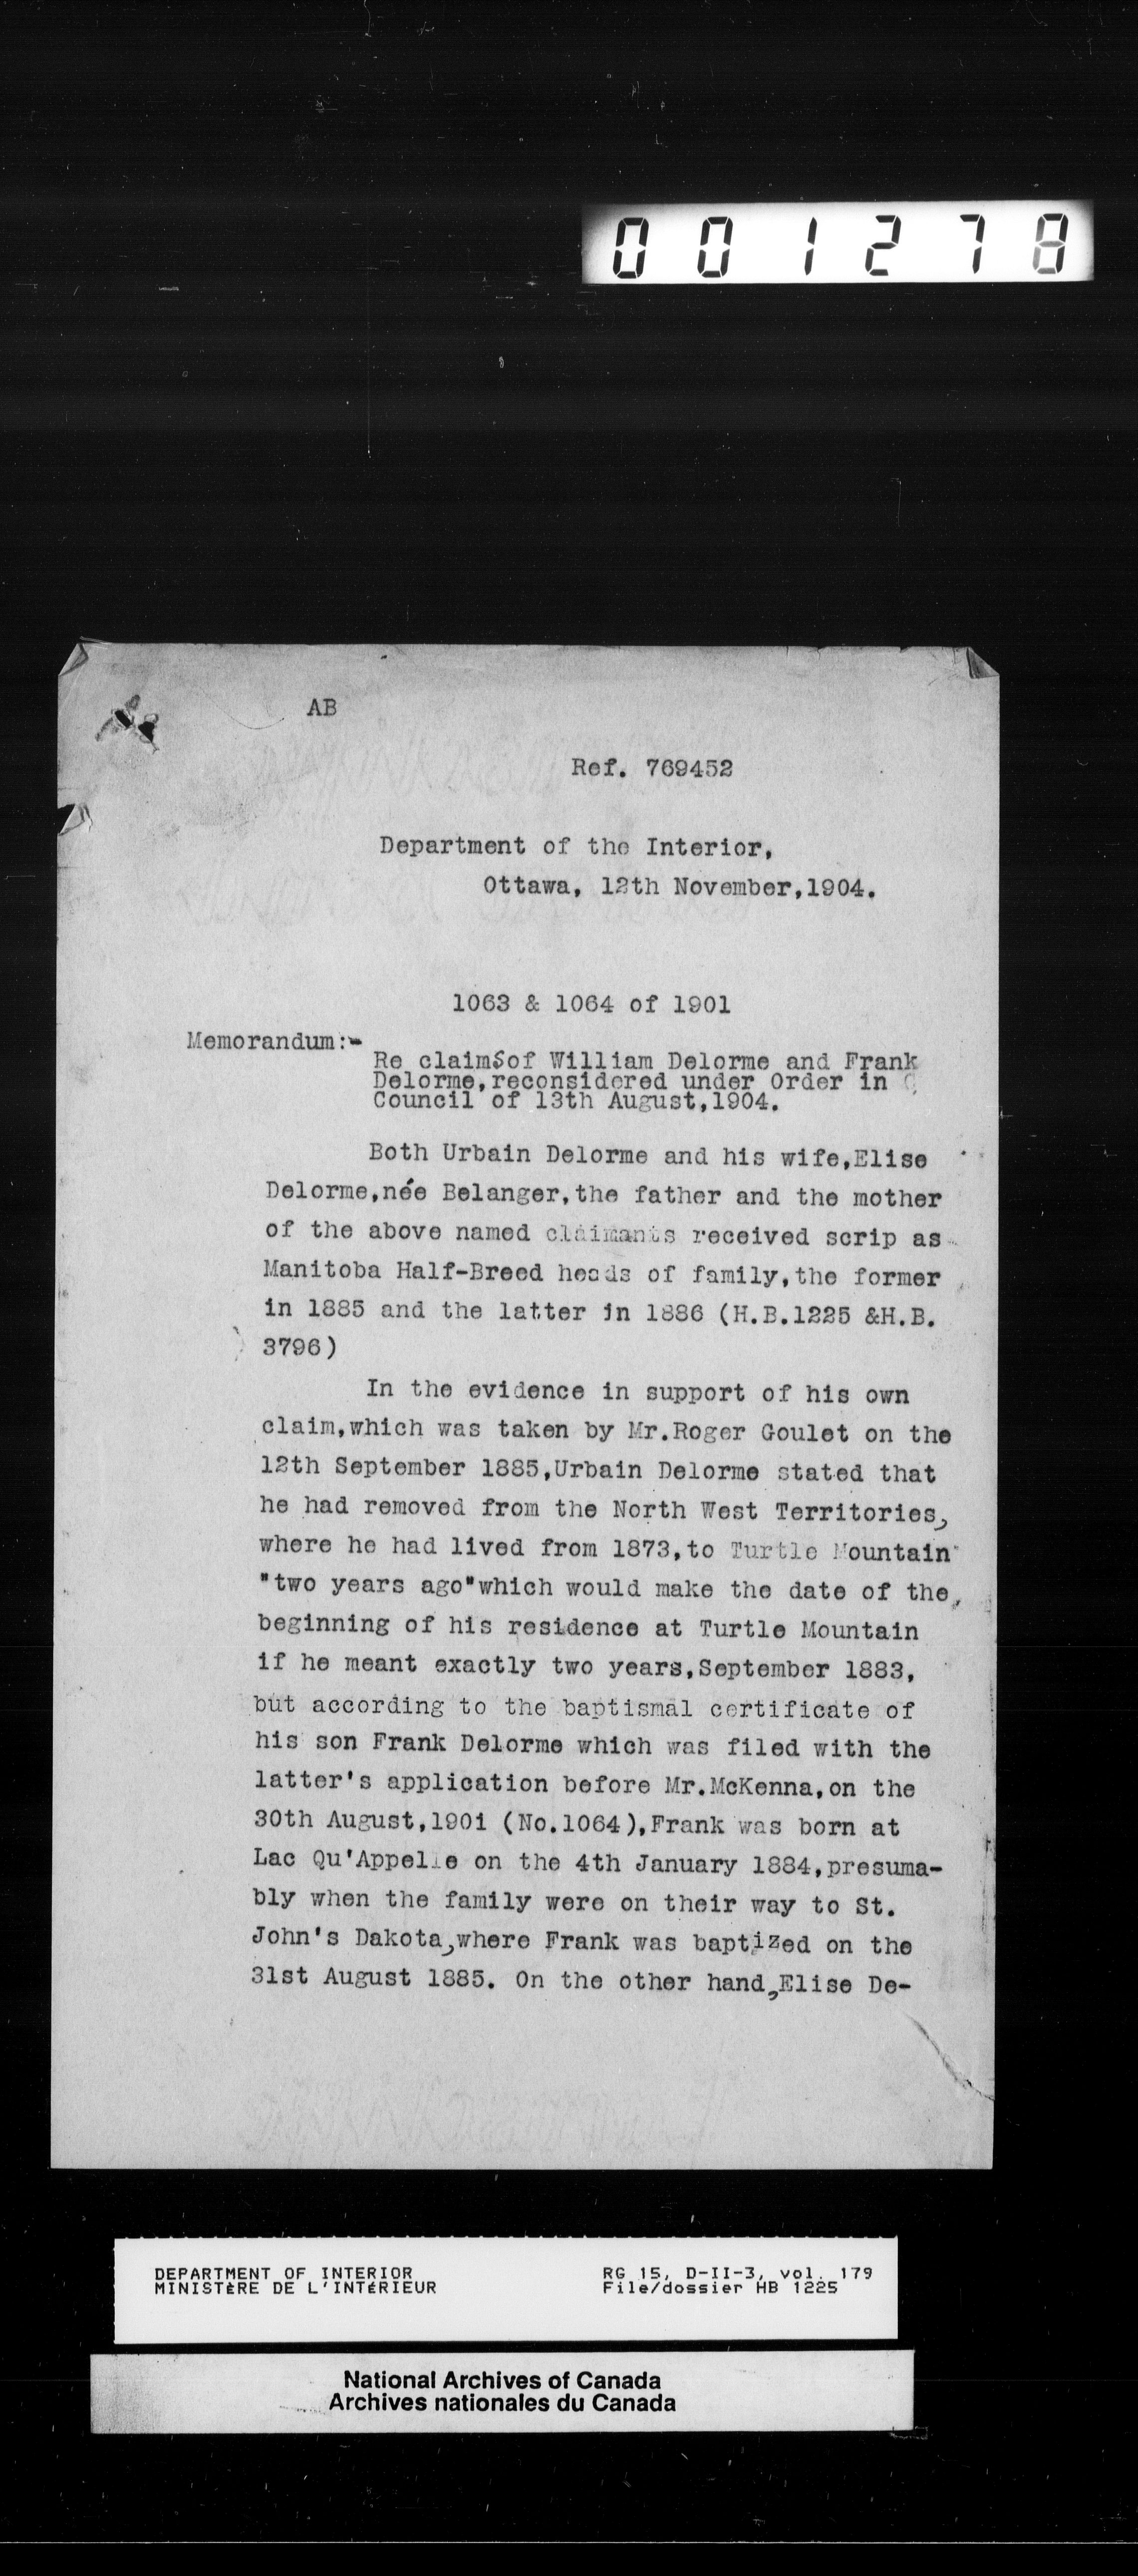 001278
AB
Ref. 769452
Department of the Interior,
Ottawa, 12th November,1904.
1063 & 1064 of 1901
Memorandum:-
Re claimSof William Delorme and Frank
Delorme,reconsidered under Order in C
Council of 13th August,1904.
Both Urbain Delorme and his wife,Elise
Delorme,née Belanger,the father and the mother
of the above named claimants received scrip as
Manitoba Half-Breed heads of family,the former
in 1885 and the latter in 1886 (H.B.1225 &H.B.
3796)
In the evidence in support of his own
claim,which was taken by Mr.Roger Goulet on the
12th September 1885,Urbain Delorme stated that
he had removed from the North West Territories,
where he had lived from 1873,to Turtle Mountain
"two years ago"which would make the date of the,
beginning of his residence at Turtle Mountain
if he meant exactly two years,September 1883,
but according to the baptismal certificate of
his son Frank Delorme which was filed with the
latter's application before Mr.McKenna,on the
30th August,1901 (No.1064),Frank was born at
Lac Qu'Appelle on the 4th January 1884,presuma-
bly when the family were on their way to St.
John's Dakota,where Frank was baptized on the
31st August 1885. On the other hand,Elise De-
DEPARTMENT OF INTERIOR
MINISTÈRE DE L'INTÉRIEUR
RG 15, D-II-3, vol. 179
File/dossier HB 1225
National Archives of Canada
Archives nationales du Canada